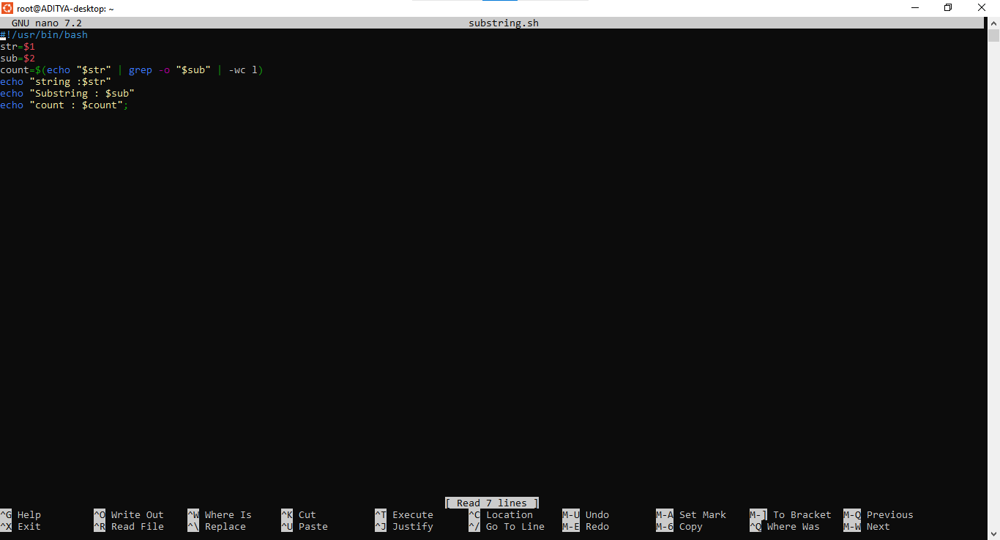 root@ADITYA-desktop: ~
GNU nano 7.2 substring.sh
#!/usr/bin/bash
str=$1
sub=$2
count=$(echo "$str" | grep -o "$sub" | -wc l)
echo "string :$str"
echo "Substring : $sub"
echo "count : $count";
[ Read 7 lines ]
^G Help ^O Write Out ^W Where Is ^K Cut ^T Execute ^C Location M-U Undo M-A Set Mark M-] To Bracket M-Q Previous
^X Exit ^R Read File ^\ Replace ^U Paste ^J Justify ^/ Go To Line M-E Redo M-6 Copy ^Q Where Was M-W Next